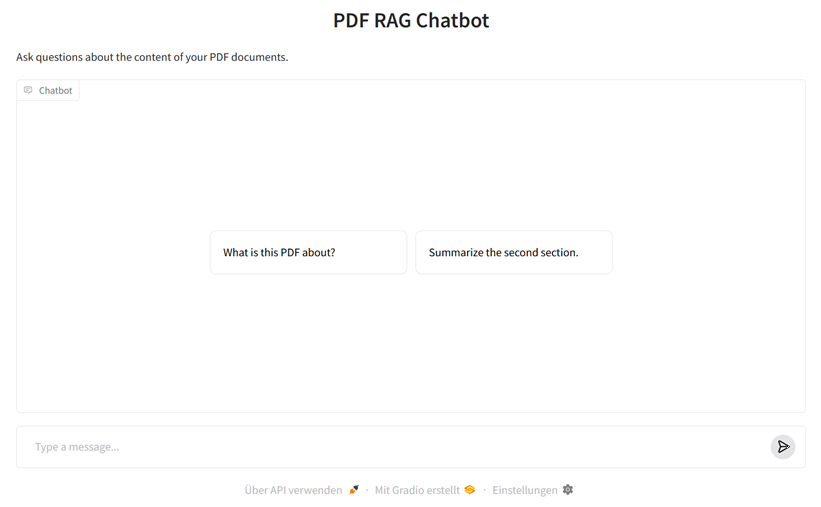 PDF RAG Chatbot
Ask questions about the content of your PDF documents.
Chatbot
What is this PDF about?
Summarize the second section.
Type a message...
Über API verwenden · Mit Gradio erstellt · Einstellungen